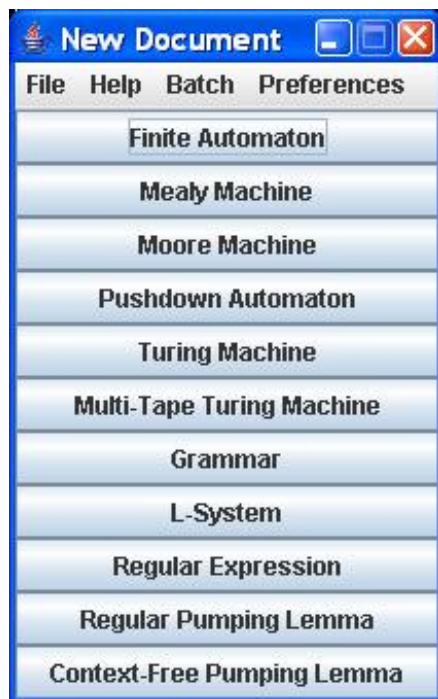 New Document
File Help Batch Preferences
Finite Automaton
Mealy Machine
Moore Machine
Pushdown Automaton
Turing Machine
Multi-Tape Turing Machine
Grammar
L-System
Regular Expression
Regular Pumping Lemma
Context-Free Pumping Lemma